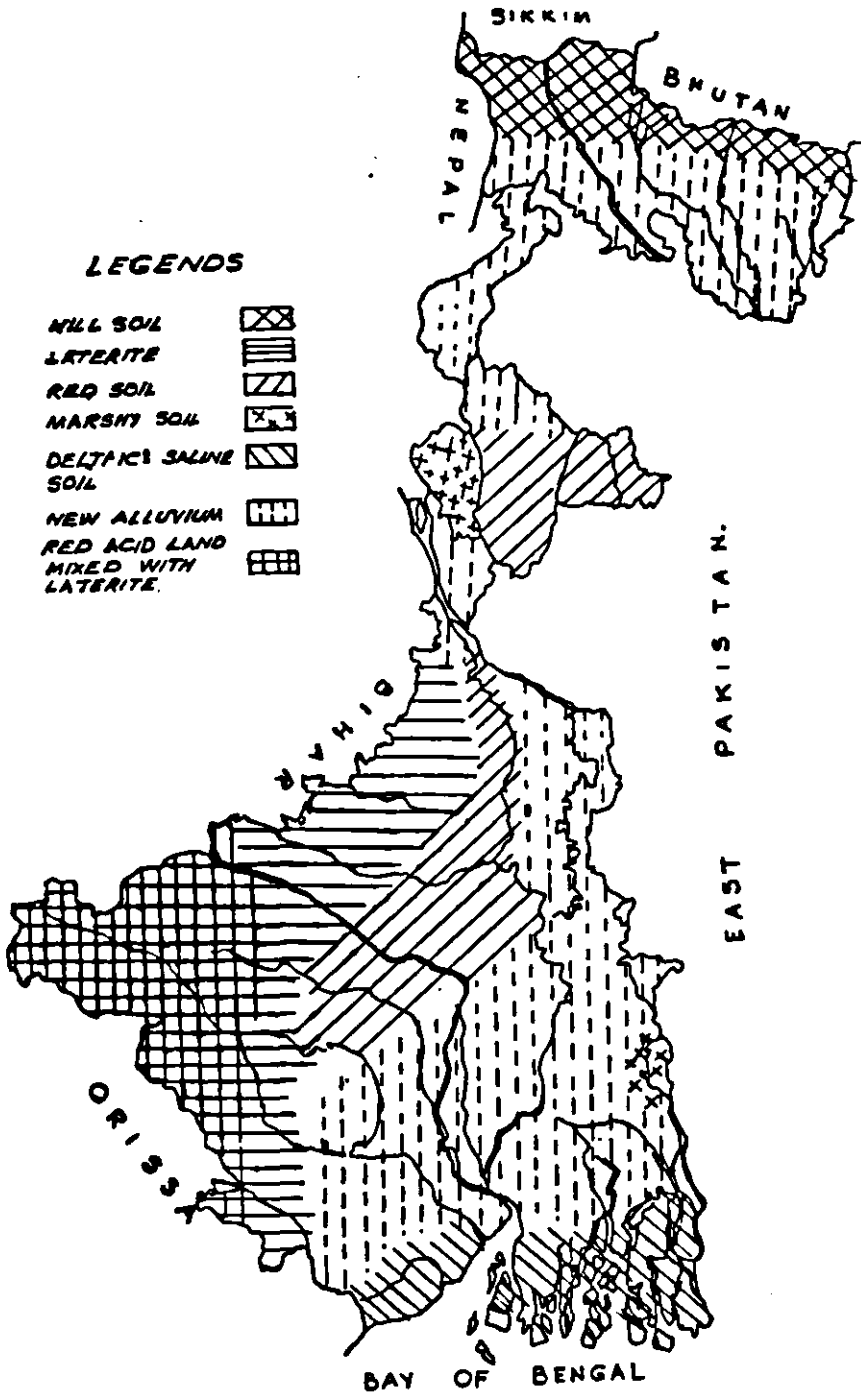 SIKKIM
BHUTAN
NEPAL
LEGENDS
HILL SOIL
LATERITE
RED SOIL
MARSHY SOIL
DELTAIC & SALINE
SOIL
NEW ALLUVIUM
RED ACID LAND
MIXED WITH
LATERITE.
EAST PAKISTAN.
BIHAR
ORISSA
BAY OF BENGAL